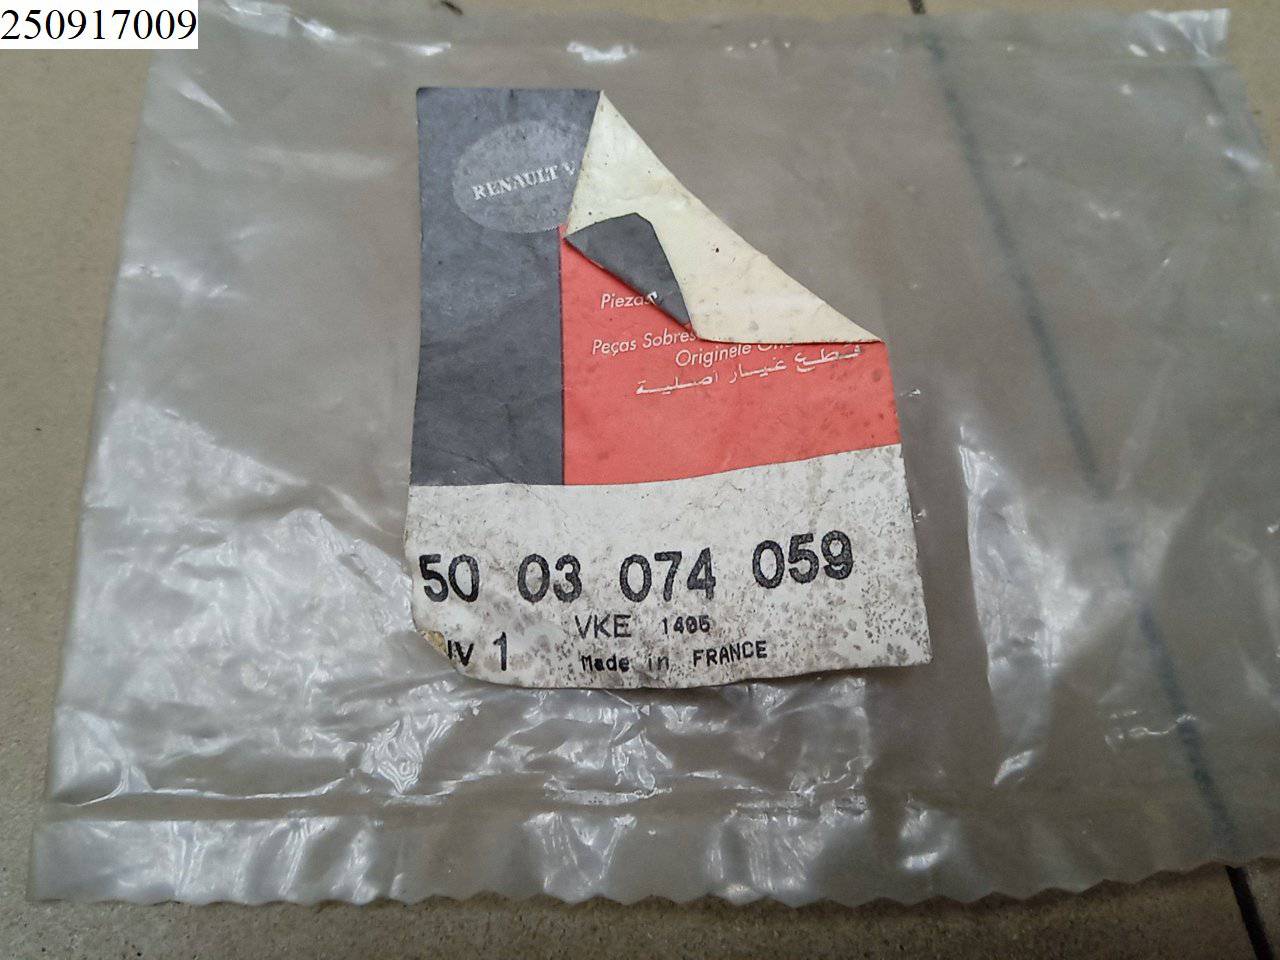 250917009
RENAULT V
Piezas
Peças Sobres
Originele
قطع غيار اصلية
50 03 074 059
VKE 1405
IV 1
Made in FRANCE